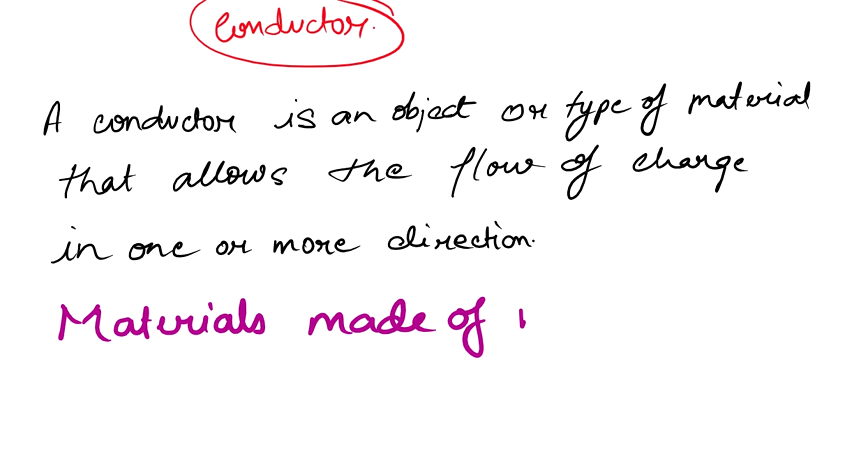 Conductor.
A conductor is an object or type of material
that allows the flow of charge
in one or more direction.
Materials made of